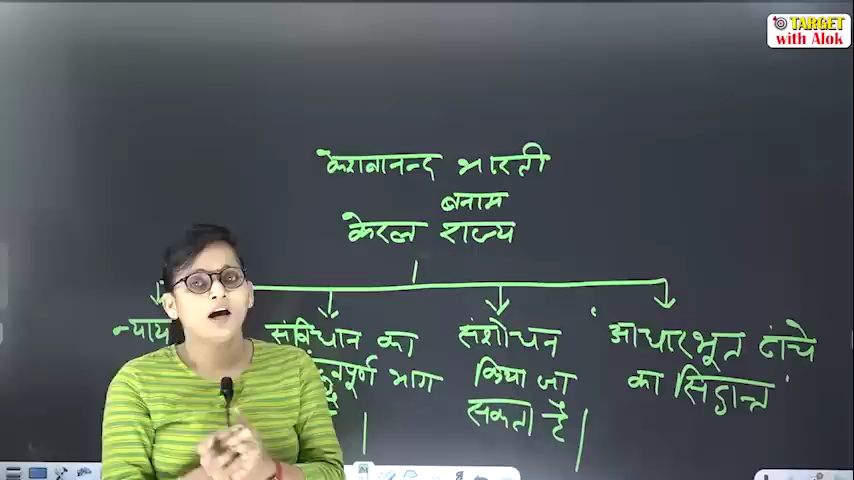 TARGET
with Alok
केशवानन्द भारती
बनाम
केरल राज्य
न्याय
संविधान का
पूर्ण भाग
संशोधन
किया जा
सकता है।
'आधारभूत ढांचे
का सिद्धान्त'